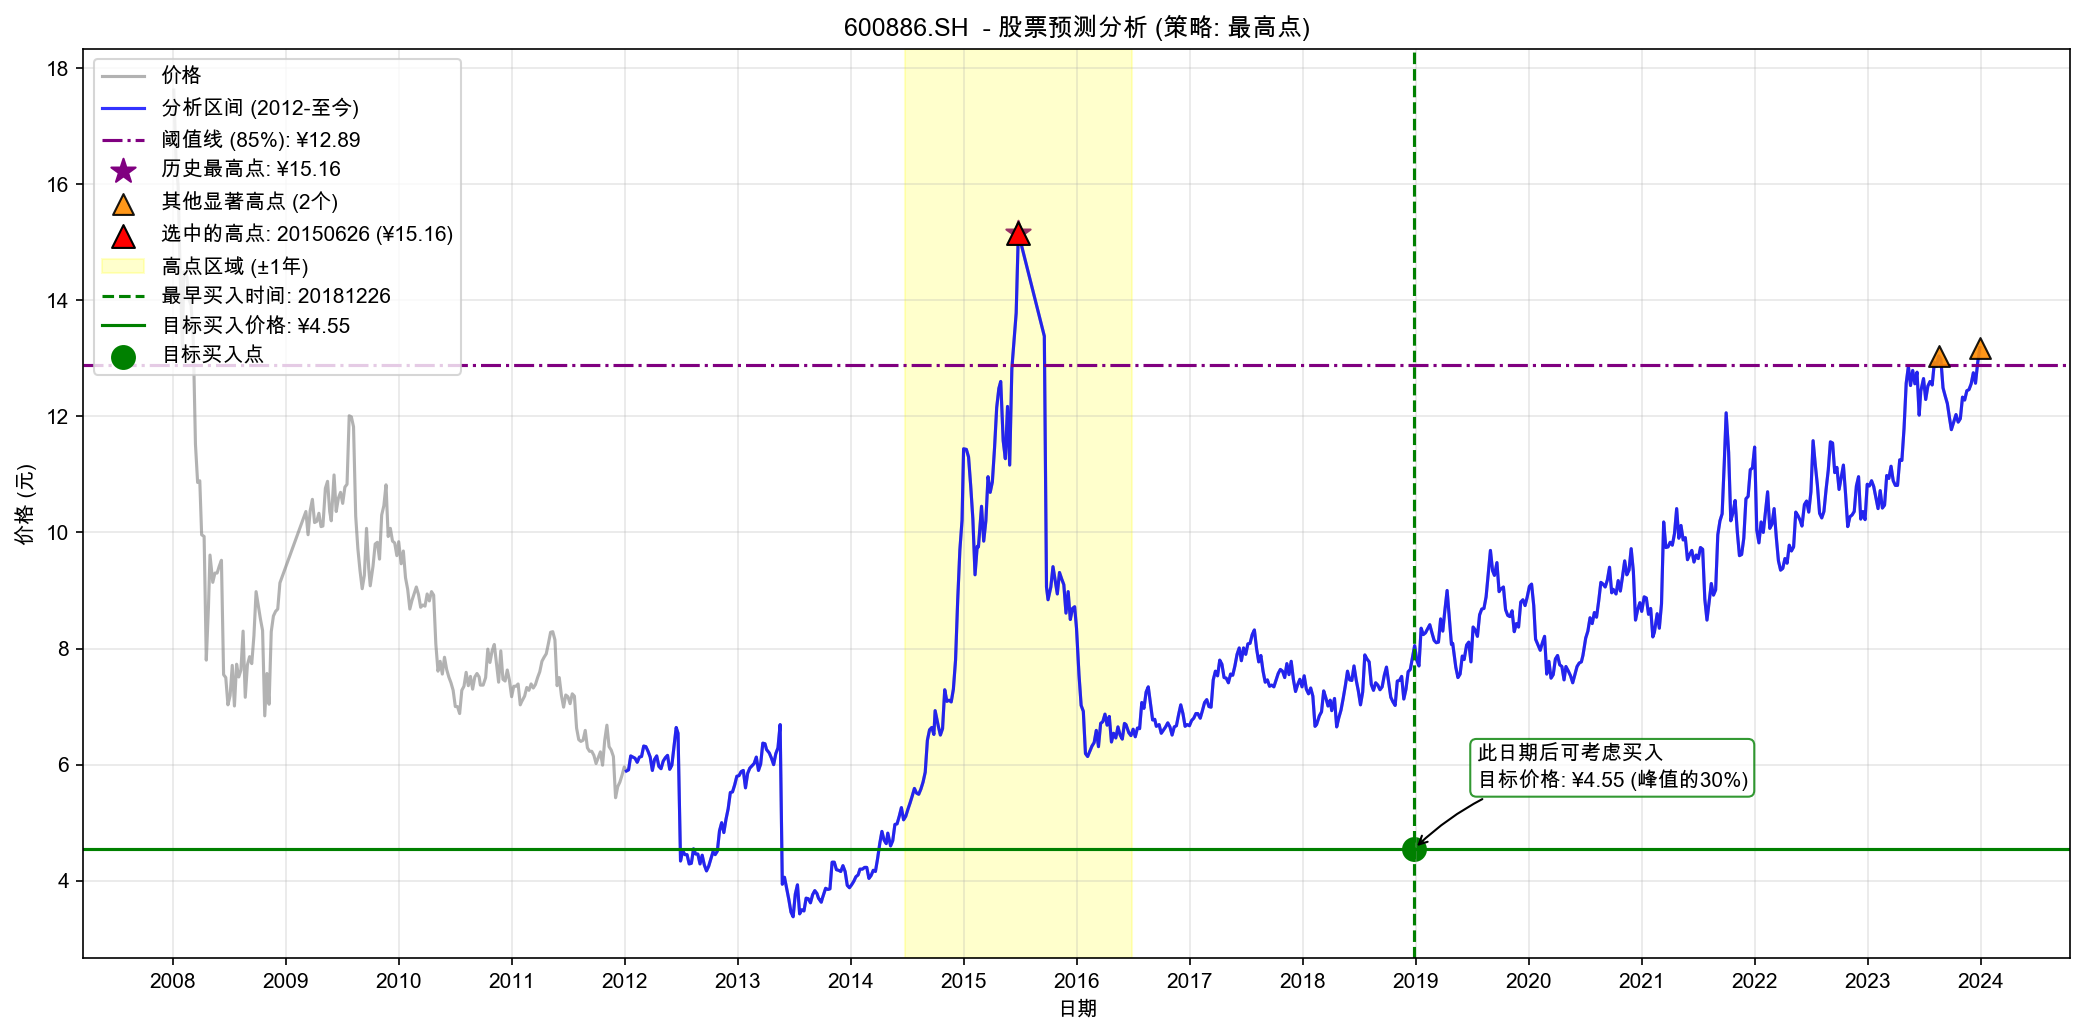 600886.SH - 股票预测分析 (策略: 最高点)
价格
分析区间 (2012-至今)
阈值线 (85%): ¥12.89
历史最高点: ¥15.16
其他显著高点 (2个)
选中的高点: 20150626 (¥15.16)
高点区域 (±1年)
最早买入时间: 20181226
目标买入价格: ¥4.55
目标买入点
18
16
14
12
10
8
6
4
价格 (元)
此日期后可考虑买入
目标价格: ¥4.55 (峰值的30%)
2008
2009
2010
2011
2012
2013
2014
2015
2016
2017
2018
2019
2020
2021
2022
2023
2024
日期